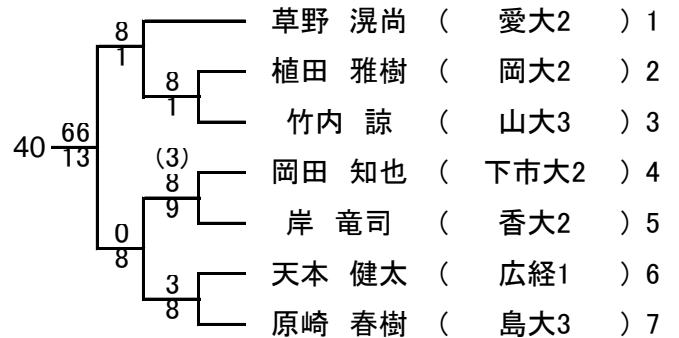 草野 滉尚 ( 愛大2 ) 1
8
1
植田 雅樹 ( 岡大2 ) 2
8
1
竹内 諒 ( 山大3 ) 3
40
66
13
岡田 知也 ( 下市大2 ) 4
(3)
8
9
岸 竜司 ( 香大2 ) 5
0
8
天本 健太 ( 広経1 ) 6
3
8
原崎 春樹 ( 島大3 ) 7